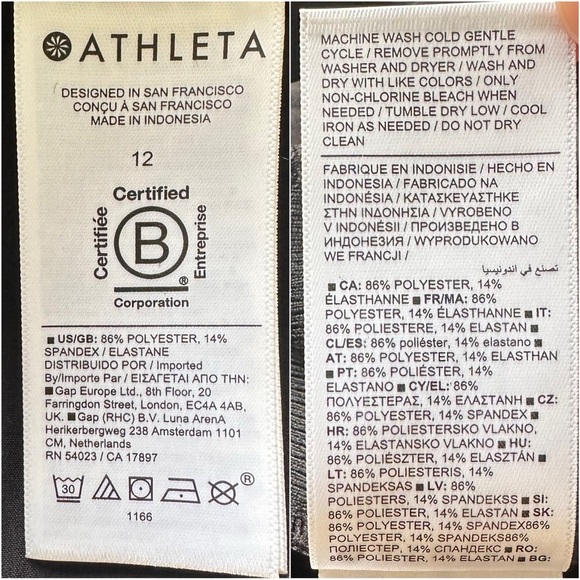 ATHLETA
DESIGNED IN SAN FRANCISCO
CONÇU À SAN FRANCISCO
MADE IN INDONESIA
12
Certified
Certifiée
B
Entreprise
®
Corporation
■ US/GB: 86% POLYESTER, 14%
SPANDEX / ELASTANE
DISTRIBUIDO POR / Imported
By/Importe Par / ΕΙΣΑΓΕΤΑΙ ΑΠΟ ΤΗΝ:
■ Gap Europe Ltd., 8th Floor, 20
Farringdon Street, London, EC4A 4AB,
UK. ■ Gap (RHC) B.V. Luna ArenA
Herikerbergweg 238 Amsterdam 1101
CM, Netherlands
RN 54023 / CA 17897
30
®
1166
MACHINE WASH COLD GENTLE
CYCLE / REMOVE PROMPTLY FROM
WASHER AND DRYER / WASH AND
DRY WITH LIKE COLORS / ONLY
NON-CHLORINE BLEACH WHEN
NEEDED / TUMBLE DRY LOW / COOL
IRON AS NEEDED / DO NOT DRY
CLEAN
FABRIQUE EN INDONISIE / HECHO EN
INDONESIA / FABRICADO NA
INDONÉSIA / ΚΑΤΑΣΚΕΥΑΣΤΗΚΕ
ΣΤΗΝ ΙΝΔΟΝΗΣΙΑ / VYROBENO
V INDONÉSII / ПРОИЗВЕДЕНО В
ИНДОНЕЗИЯ / WYPRODUKOWANO
WE FRANCJI /
تصنع في اندونيسيا
■ CA: 86% POLYESTER, 14%
ÉLASTHANNE ■ FR/MA: 86%
POLYESTER, 14% ÉLASTHANNE ■ IT:
86% POLIESTERE, 14% ELASTAN ■
CL/ES: 86% poliéster, 14% elastano ■
AT: 86% POLYESTER, 14% ELASTHAN
■ PT: 86% POLIÉSTER, 14%
ELASTANO ■ CY/EL: 86%
ΠΟΛΥΕΣΤΕΡΑΣ, 14% ΕΛΑΣΤΑΝΗ ■ CZ:
86% POLYESTER, 14% SPANDEX ■
HR: 86% POLIESTERSKO VLAKNO,
14% ELASTANSKO VLAKNO ■ HU:
86% POLIÉSZTER, 14% ELASZTÁN ■
LT: 86% POLIESTERIS, 14%
SPANDEKSAS ■ LV: 86%
POLIESTERS, 14% SPANDEKSS ■ SI:
86% POLIESTER, 14% ELASTAN ■ SK:
86% POLYESTER, 14% SPANDEX86%
POLYESTER, 14% SPANDEKS86%
ПОЛІЕСТЕР, 14% СПАНДЕКС ■ RO:
86% POLIESTER, 14% ELASTAN ■ BG: